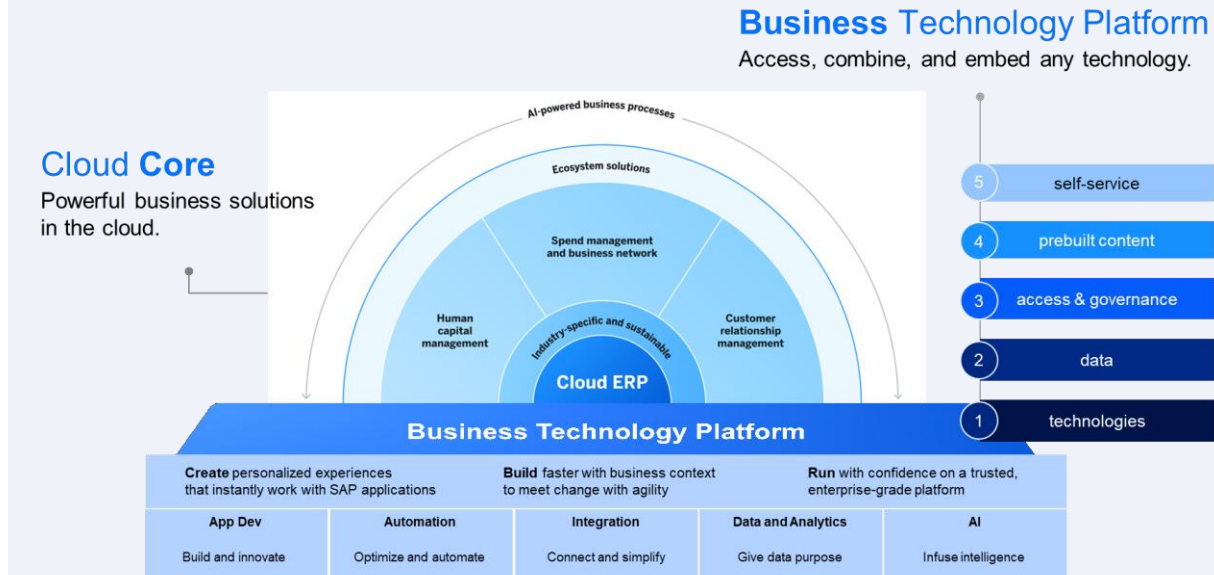 Business Technology Platform
Access, combine, and embed any technology.
Cloud Core
Powerful business solutions
in the cloud.
AI-powered business processes
Ecosystem solutions
Spend management
and business network
Human
capital
management
Customer
relationship
management
Industry-specific and sustainable
Cloud ERP
5 self-service
4 prebuilt content
3 access & governance
2 data
1 technologies
Business Technology Platform
Create personalized experiences
that instantly work with SAP applications
Build faster with business context
to meet change with agility
Run with confidence on a trusted,
enterprise-grade platform
App Dev
Build and innovate
Automation
Optimize and automate
Integration
Connect and simplify
Data and Analytics
Give data purpose
AI
Infuse intelligence